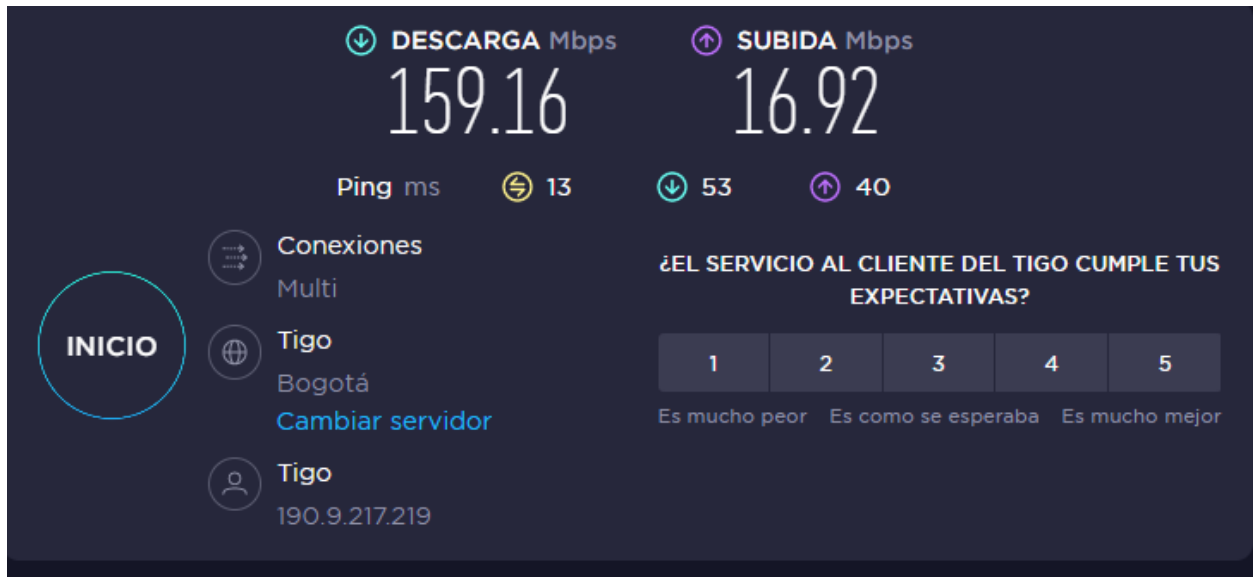 DESCARGA Mbps
SUBIDA Mbps
159.16
16.92
Ping ms
13
53
40
INICIO
Conexiones
Multi
Tigo
Bogotá
Cambiar servidor
Tigo
190.9.217.219
¿EL SERVICIO AL CLIENTE DEL TIGO CUMPLE TUS
EXPECTATIVAS?
1
2
3
4
5
Es mucho peor
Es como se esperaba
Es mucho mejor